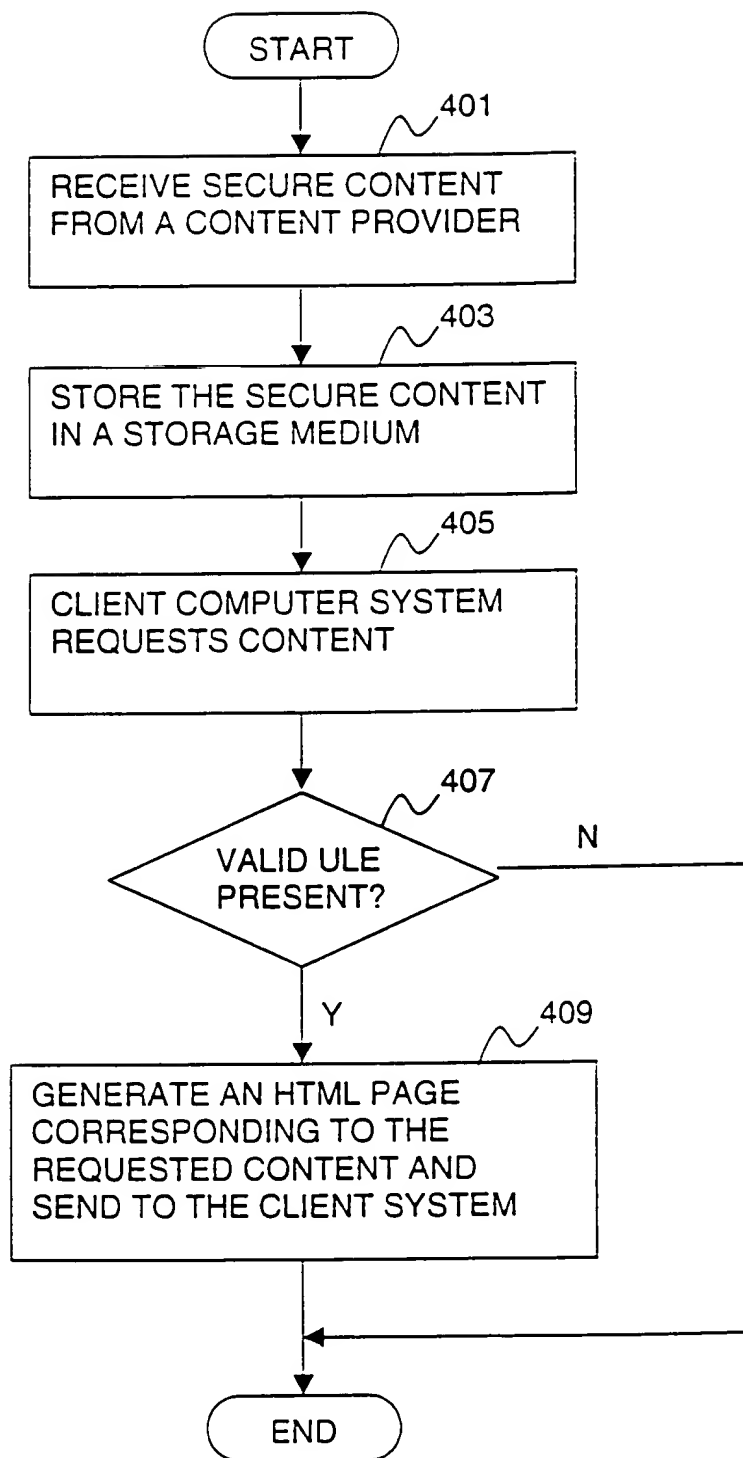 START
401
RECEIVE SECURE CONTENT
FROM A CONTENT PROVIDER
403
STORE THE SECURE CONTENT
IN A STORAGE MEDIUM
405
CLIENT COMPUTER SYSTEM
REQUESTS CONTENT
407
VALID ULE
PRESENT?
N
Y
409
GENERATE AN HTML PAGE
CORRESPONDING TO THE
REQUESTED CONTENT AND
SEND TO THE CLIENT SYSTEM
END